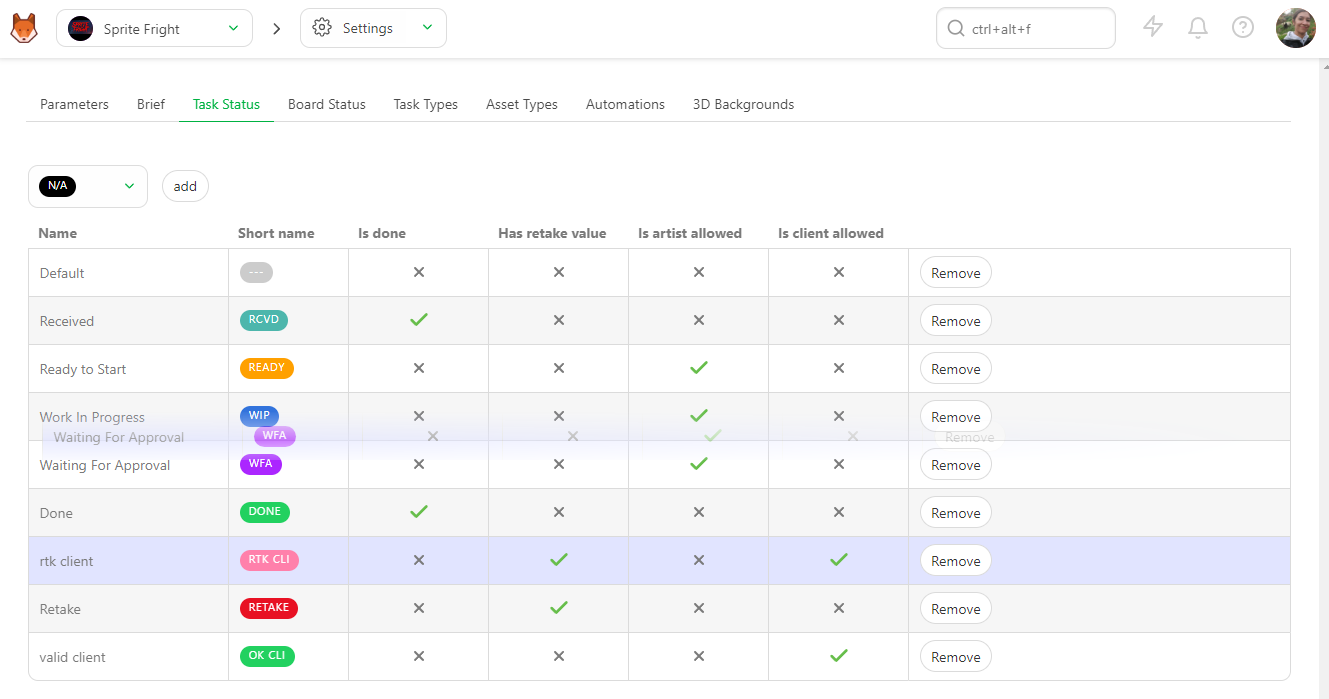 Sprite Fright Settings ctrl+alt+f
Parameters Brief Task Status Board Status Task Types Asset Types Automations 3D Backgrounds
N/A add
Name Short name Is done Has retake value Is artist allowed Is client allowed
Default --- Remove
Received RCVD Remove
Ready to Start READY Remove
Work In Progress WIP Remove
Waiting For Approval WFA Remove
Waiting For Approval WFA Remove
Done DONE Remove
rtk client RTK CLI Remove
Retake RETAKE Remove
valid client OK CLI Remove